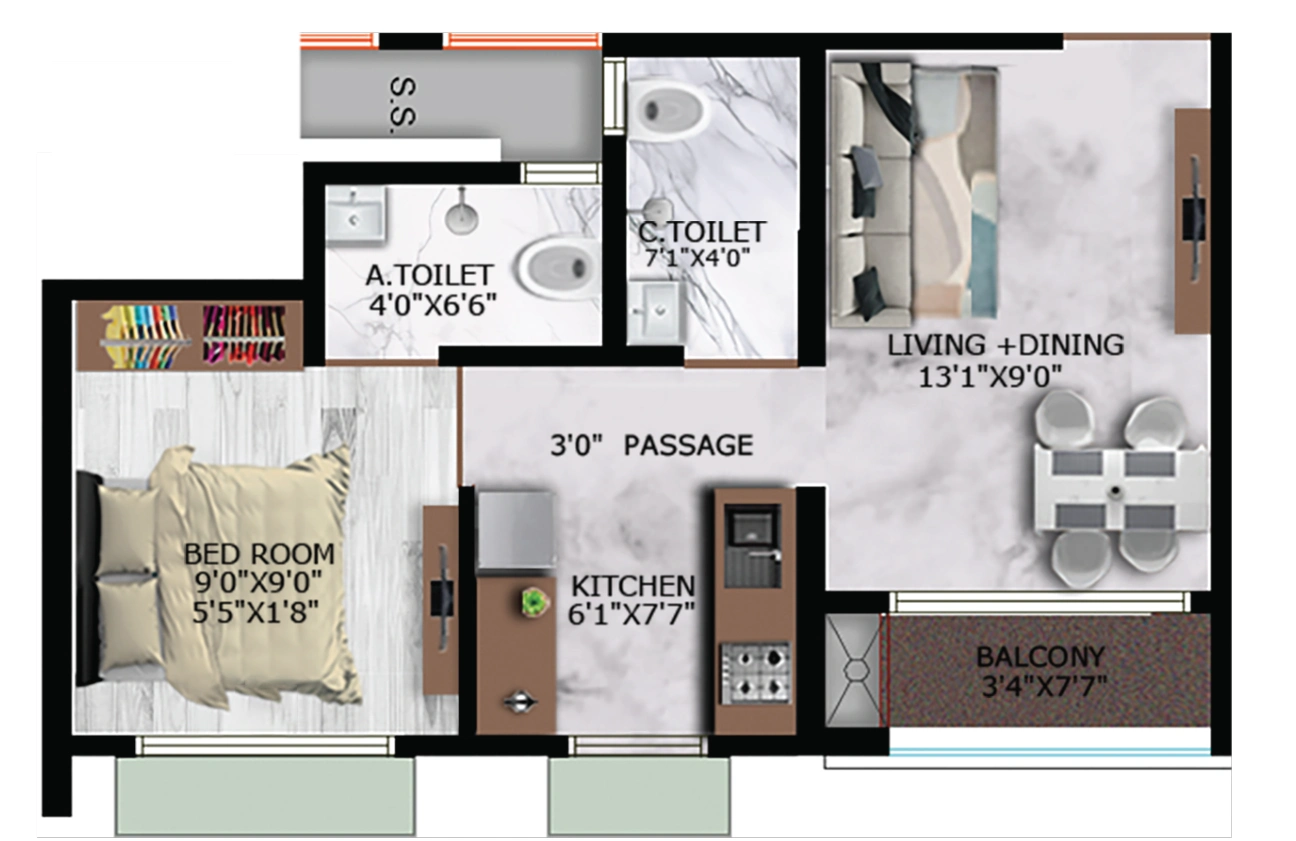 S.S.
C.TOILET
7'1"X4'0"
A.TOILET
4'0"X6'6"
LIVING +DINING
13'1"X9'0"
3'0" PASSAGE
BED ROOM
9'0"X9'0"
5'5"X1'8"
KITCHEN
6'1"X7'7"
BALCONY
3'4"X7'7"